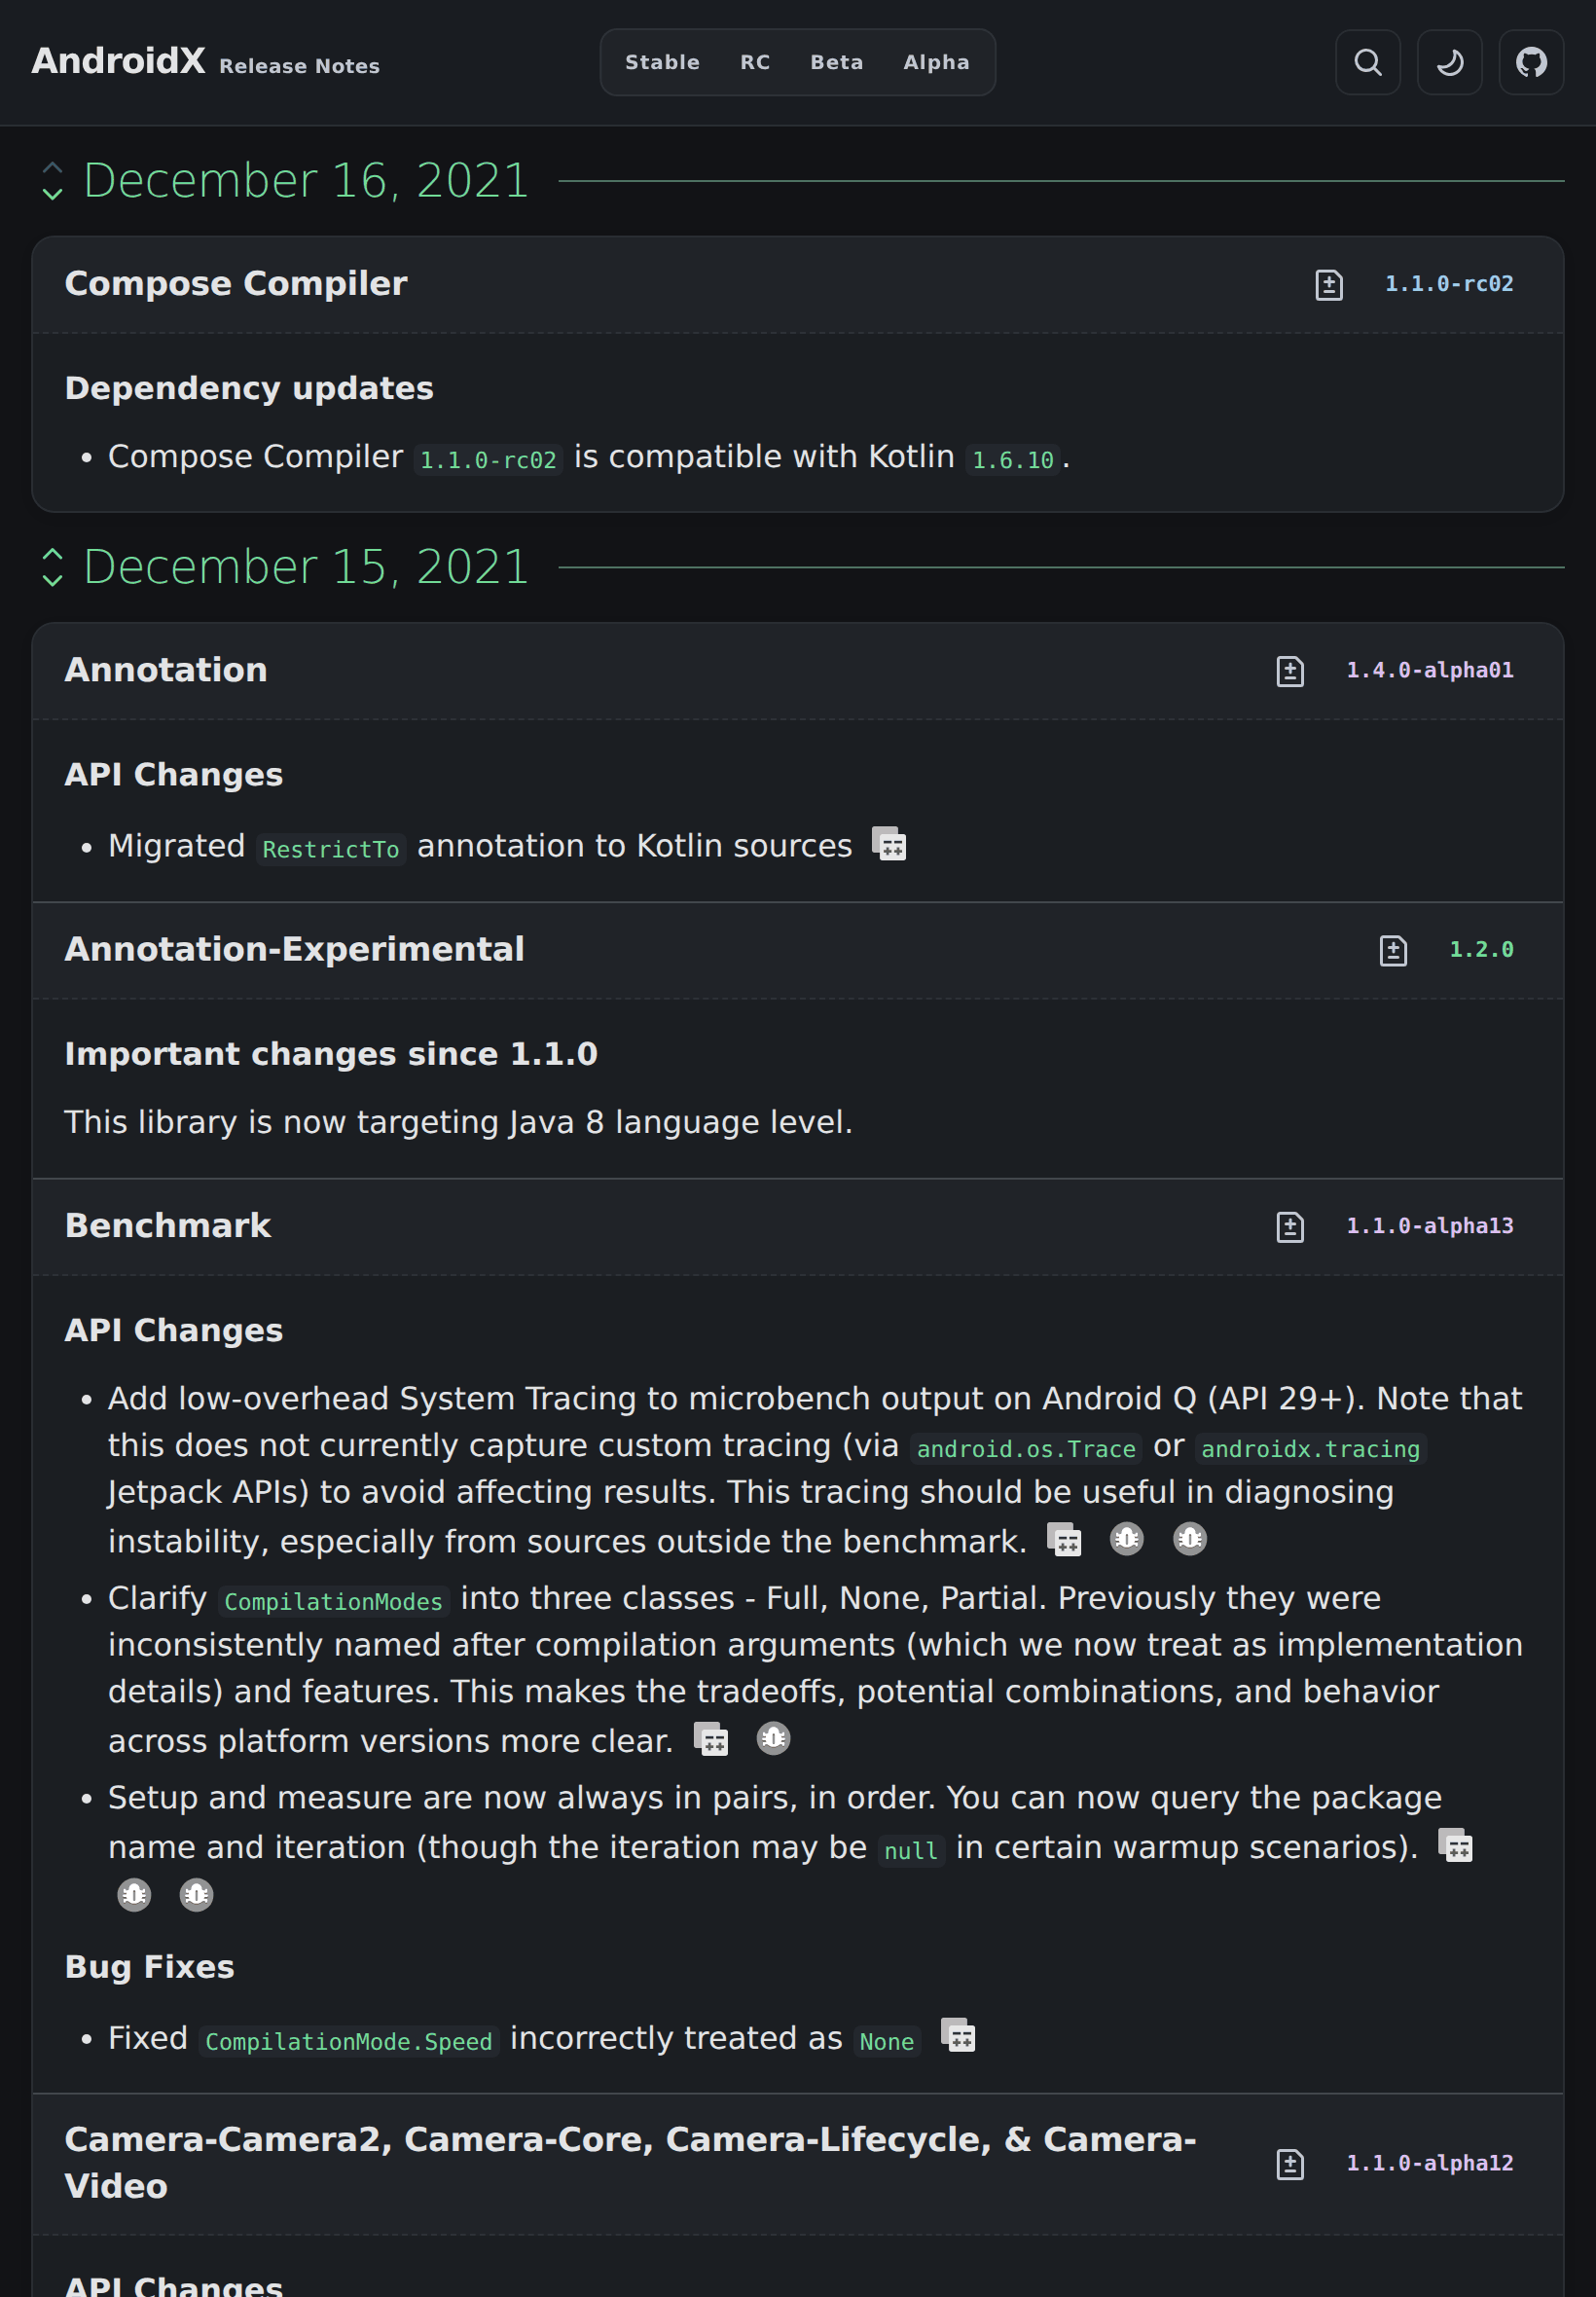 AndroidX Release Notes
Stable RC Beta Alpha
December 16, 2021
Compose Compiler
1.1.0-rc02
Dependency updates
• Compose Compiler 1.1.0-rc02 is compatible with Kotlin 1.6.10.
December 15, 2021
Annotation
1.4.0-alpha01
API Changes
• Migrated RestrictTo annotation to Kotlin sources
Annotation-Experimental
1.2.0
Important changes since 1.1.0
This library is now targeting Java 8 language level.
Benchmark
1.1.0-alpha13
API Changes
• Add low-overhead System Tracing to microbench output on Android Q (API 29+). Note that
this does not currently capture custom tracing (via android.os.Trace or androidx.tracing
Jetpack APIs) to avoid affecting results. This tracing should be useful in diagnosing
instability, especially from sources outside the benchmark.
• Clarify CompilationModes into three classes - Full, None, Partial. Previously they were
inconsistently named after compilation arguments (which we now treat as implementation
details) and features. This makes the tradeoffs, potential combinations, and behavior
across platform versions more clear.
• Setup and measure are now always in pairs, in order. You can now query the package
name and iteration (though the iteration may be null in certain warmup scenarios).
Bug Fixes
• Fixed CompilationMode.Speed incorrectly treated as None
Camera-Camera2, Camera-Core, Camera-Lifecycle, & Camera-
Video
1.1.0-alpha12
API Changes